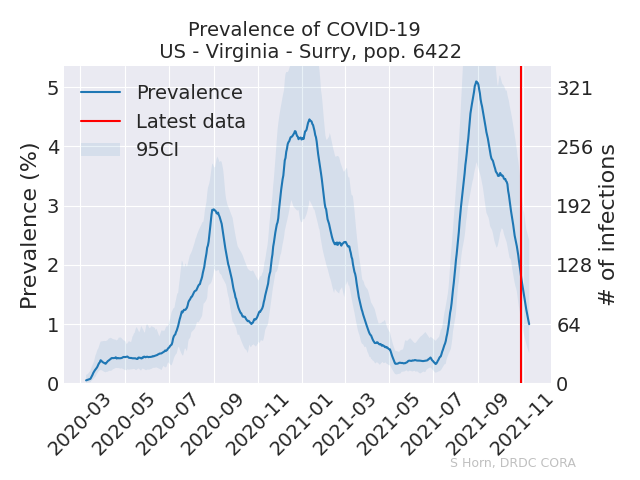 Prevalence of COVID-19
US - Virginia - Surry, pop. 6422
Prevalence
Latest data
95CI
Prevalence (%)
5
4
3
2
1
0
321
256
192
128
64
0
# of infections
2020-03
2020-05
2020-07
2020-09
2020-11
2021-01
2021-03
2021-05
2021-07
2021-09
2021-11
S Horn, DRDC CORA